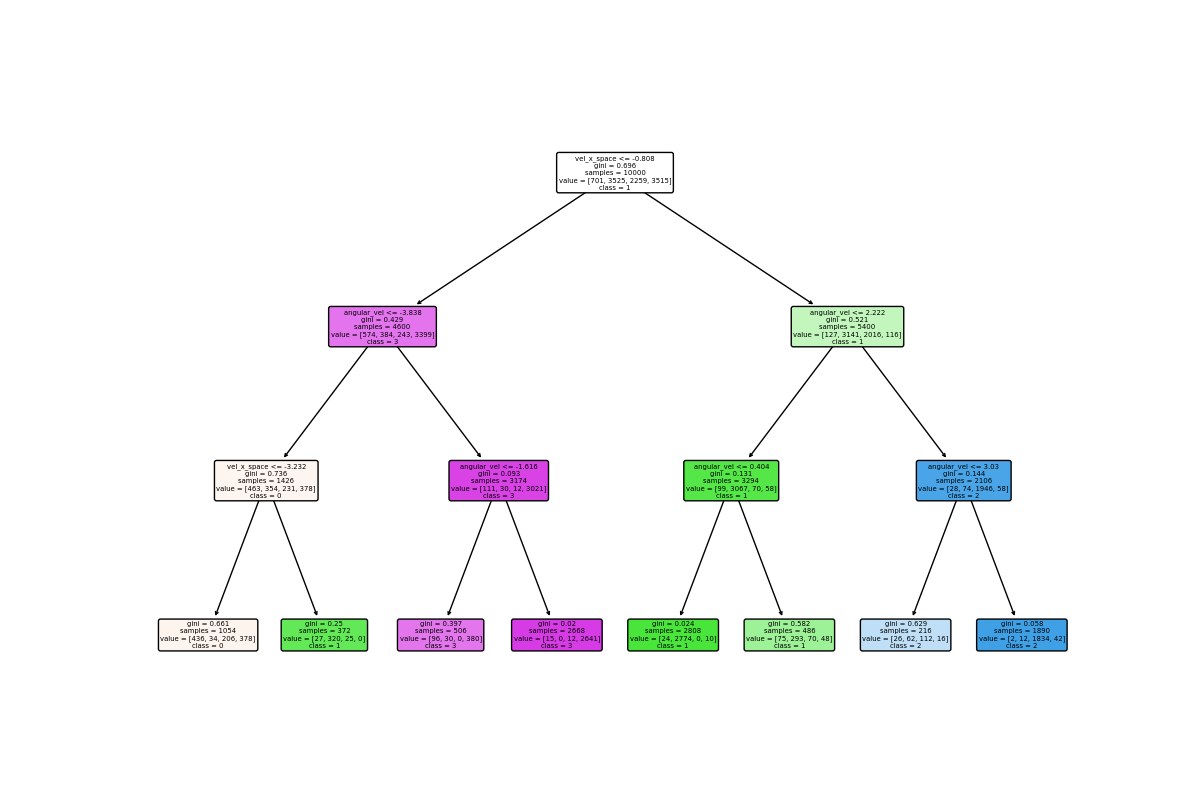 vel_x_space <= -0.808
gini = 0.696
samples = 10000
value = [701, 3525, 2259, 3515]
class = 1
angular_vel <= -3.838
gini = 0.429
samples = 4600
value = [574, 384, 243, 3399]
class = 3
angular_vel <= 2.222
gini = 0.521
samples = 5400
value = [127, 3141, 2016, 116]
class = 1
vel_x_space <= -3.232
gini = 0.736
samples = 1426
value = [463, 354, 231, 378]
class = 0
angular_vel <= -1.616
gini = 0.093
samples = 3174
value = [111, 30, 12, 3021]
class = 3
angular_vel <= 0.404
gini = 0.131
samples = 3294
value = [99, 3067, 70, 58]
class = 1
angular_vel <= 3.03
gini = 0.144
samples = 2106
value = [28, 74, 1946, 58]
class = 2
gini = 0.661
samples = 1054
value = [436, 34, 206, 378]
class = 0
gini = 0.25
samples = 372
value = [27, 320, 25, 0]
class = 1
gini = 0.397
samples = 506
value = [96, 30, 0, 380]
class = 3
gini = 0.02
samples = 2668
value = [15, 0, 12, 2641]
class = 3
gini = 0.024
samples = 2808
value = [24, 2774, 0, 10]
class = 1
gini = 0.582
samples = 486
value = [75, 293, 70, 48]
class = 1
gini = 0.629
samples = 216
value = [26, 62, 112, 16]
class = 2
gini = 0.058
samples = 1890
value = [2, 12, 1834, 42]
class = 2